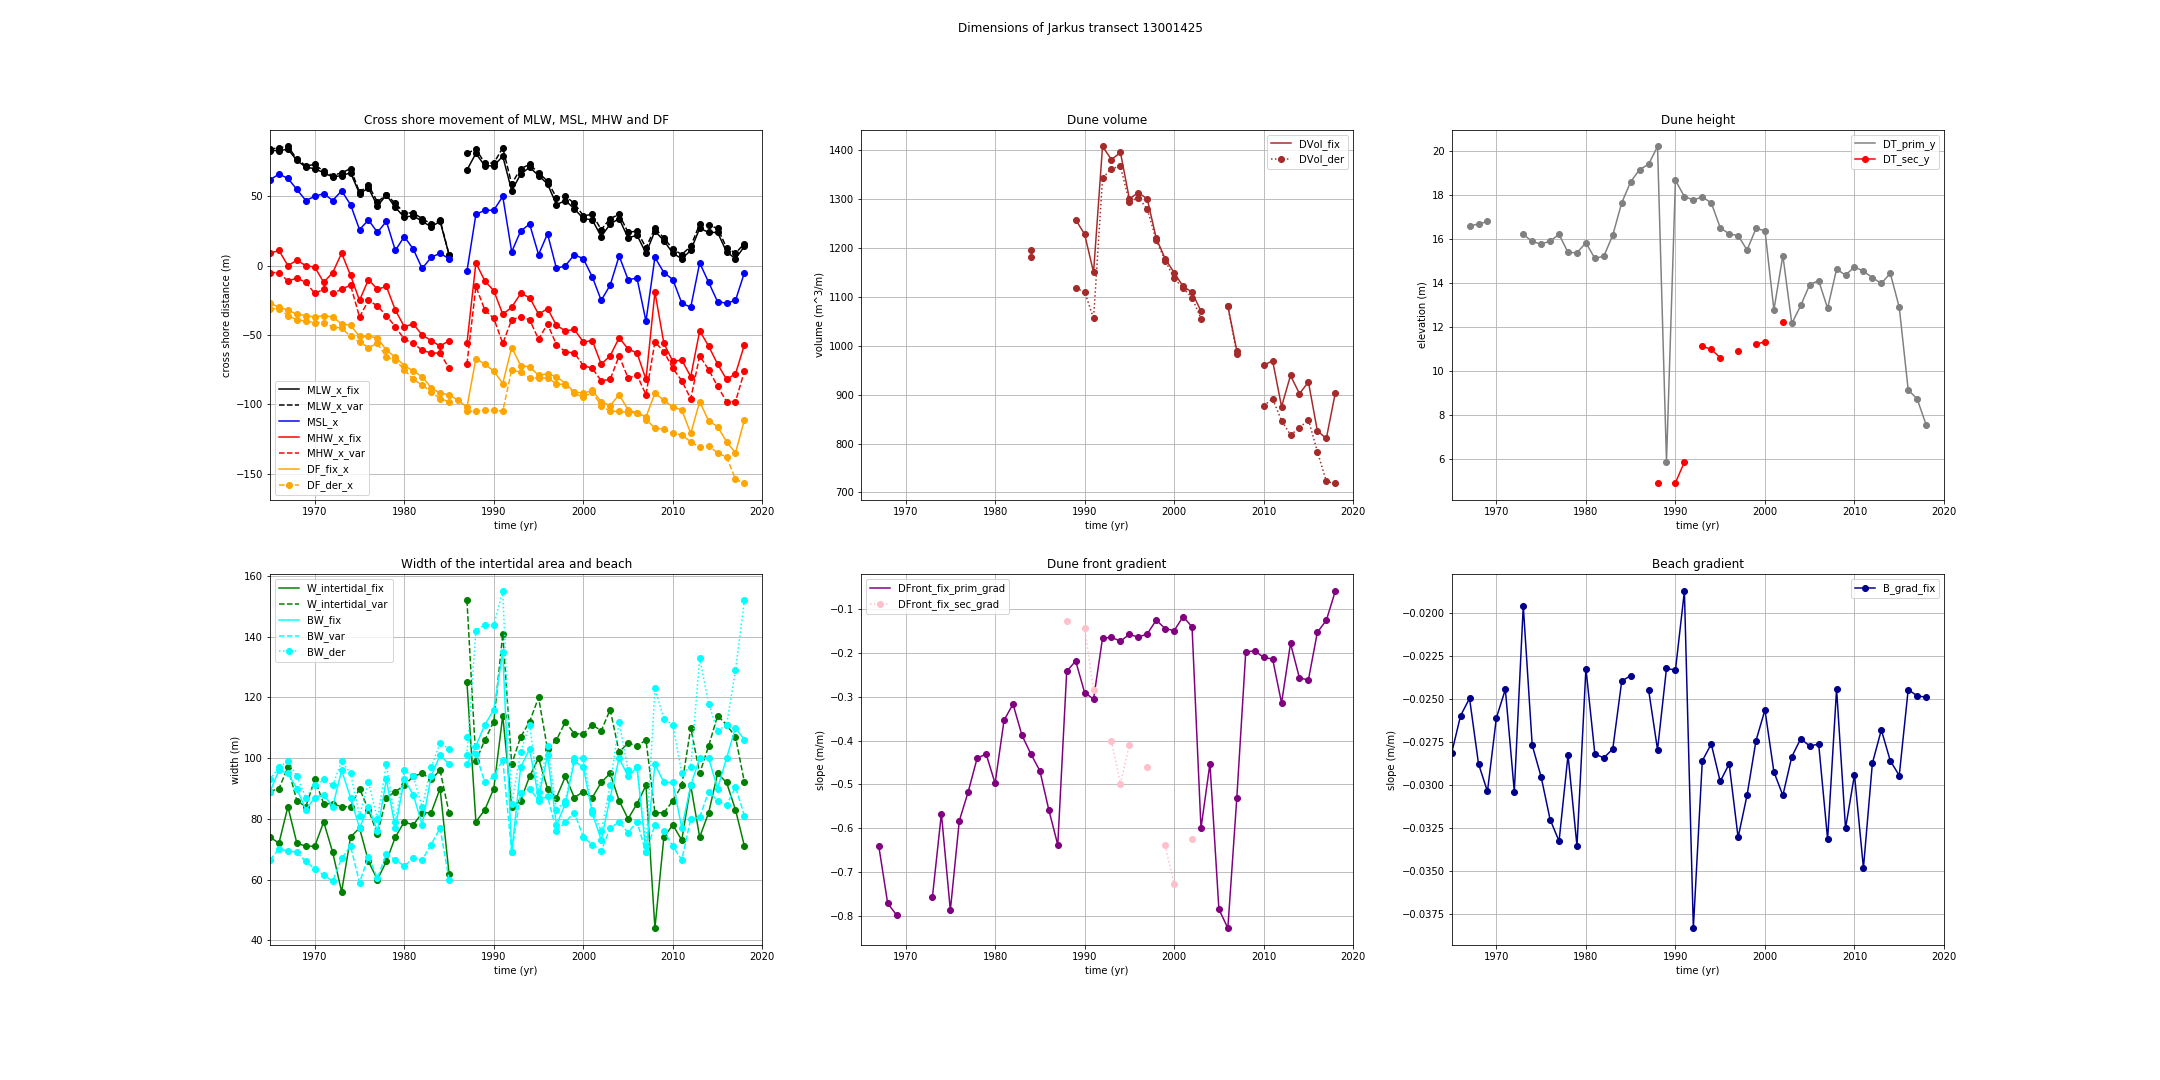 Dimensions of Jarkus transect 13001425
Cross shore movement of MLW, MSL, MHW and DF
cross shore distance (m)
50
0
−50
−100
−150
MLW_x_fix
MLW_x_var
MSL_x
MHW_x_fix
MHW_x_var
DF_fix_x
DF_der_x
1970 1980 1990 2000 2010 2020
time (yr)
Dune volume
volume (m^3/m)
1400
1300
1200
1100
1000
900
800
700
DVol_fix
DVol_der
1970 1980 1990 2000 2010 2020
time (yr)
Dune height
elevation (m)
20
18
16
14
12
10
8
6
DT_prim_y
DT_sec_y
1970 1980 1990 2000 2010 2020
time (yr)
Width of the intertidal area and beach
width (m)
160
140
120
100
80
60
40
W_intertidal_fix
W_intertidal_var
BW_fix
BW_var
BW_der
1970 1980 1990 2000 2010 2020
time (yr)
Dune front gradient
slope (m/m)
−0.1
−0.2
−0.3
−0.4
−0.5
−0.6
−0.7
−0.8
DFront_fix_prim_grad
DFront_fix_sec_grad
1970 1980 1990 2000 2010 2020
time (yr)
Beach gradient
slope (m/m)
−0.0200
−0.0225
−0.0250
−0.0275
−0.0300
−0.0325
−0.0350
−0.0375
B_grad_fix
1970 1980 1990 2000 2010 2020
time (yr)